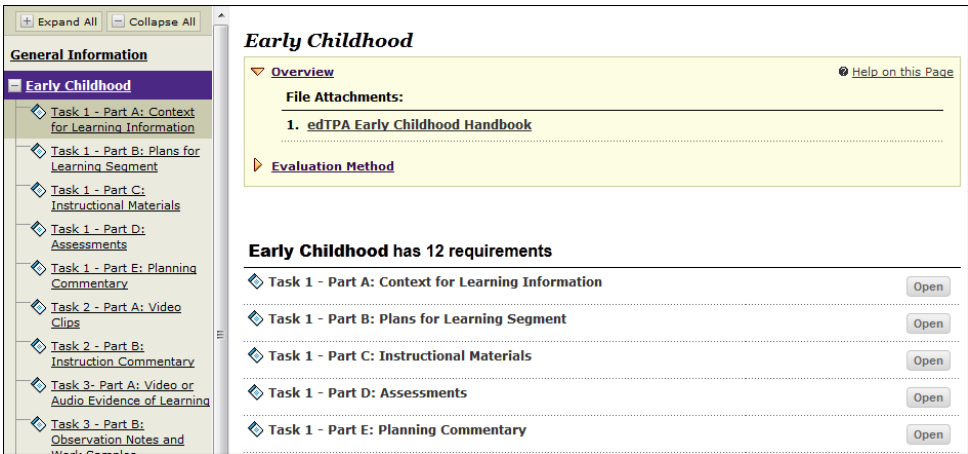 Expand All Collapse All
General Information
Early Childhood
Task 1 - Part A: Context
for Learning Information
Task 1 - Part B: Plans for
Learning Segment
Task 1 - Part C:
Instructional Materials
Task 1 - Part D:
Assessments
Task 1 - Part E: Planning
Commentary
Task 2 - Part A: Video
Clips
Task 2 - Part B:
Instruction Commentary
Task 3- Part A: Video or
Audio Evidence of Learning
Task 3 - Part B:
Observation Notes and
Early Childhood
Overview
Help on this Page
File Attachments:
1. edTPA Early Childhood Handbook
Evaluation Method
Early Childhood has 12 requirements
Task 1 - Part A: Context for Learning Information
Open
Task 1 - Part B: Plans for Learning Segment
Open
Task 1 - Part C: Instructional Materials
Open
Task 1 - Part D: Assessments
Open
Task 1 - Part E: Planning Commentary
Open